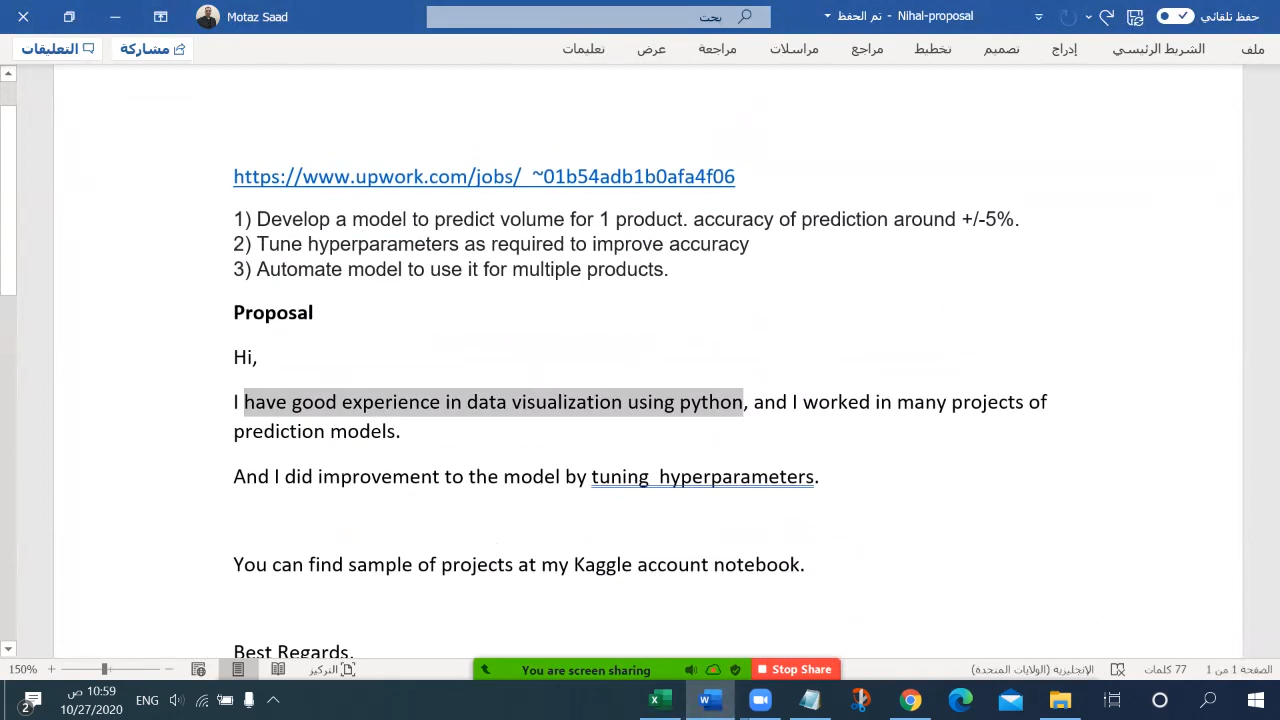 Motaz Saad
بحث
Nihal-proposal - تم الحفظ
حفظ تلقائي
ملف
الشريط الرئيسي
إدراج
تصميم
تخطيط
مراجع
مراسلات
مراجعة
عرض
تعليمات
مشاركة
التعليقات
https://www.upwork.com/jobs/_~01b54adb1b0afa4f06
1) Develop a model to predict volume for 1 product. accuracy of prediction around +/-5%.
2) Tune hyperparameters as required to improve accuracy
3) Automate model to use it for multiple products.
Proposal
Hi,
I have good experience in data visualization using python, and I worked in many projects of
prediction models.
And I did improvement to the model by tuning  hyperparameters.
You can find sample of projects at my Kaggle account notebook.
Best Regards,
الصفحة 1 من 1
77 كلمات
الإنجليزية (الولايات المتحدة)
You are screen sharing
Stop Share
التركيز
150%
ENG
10:59 ص
10/27/2020
2